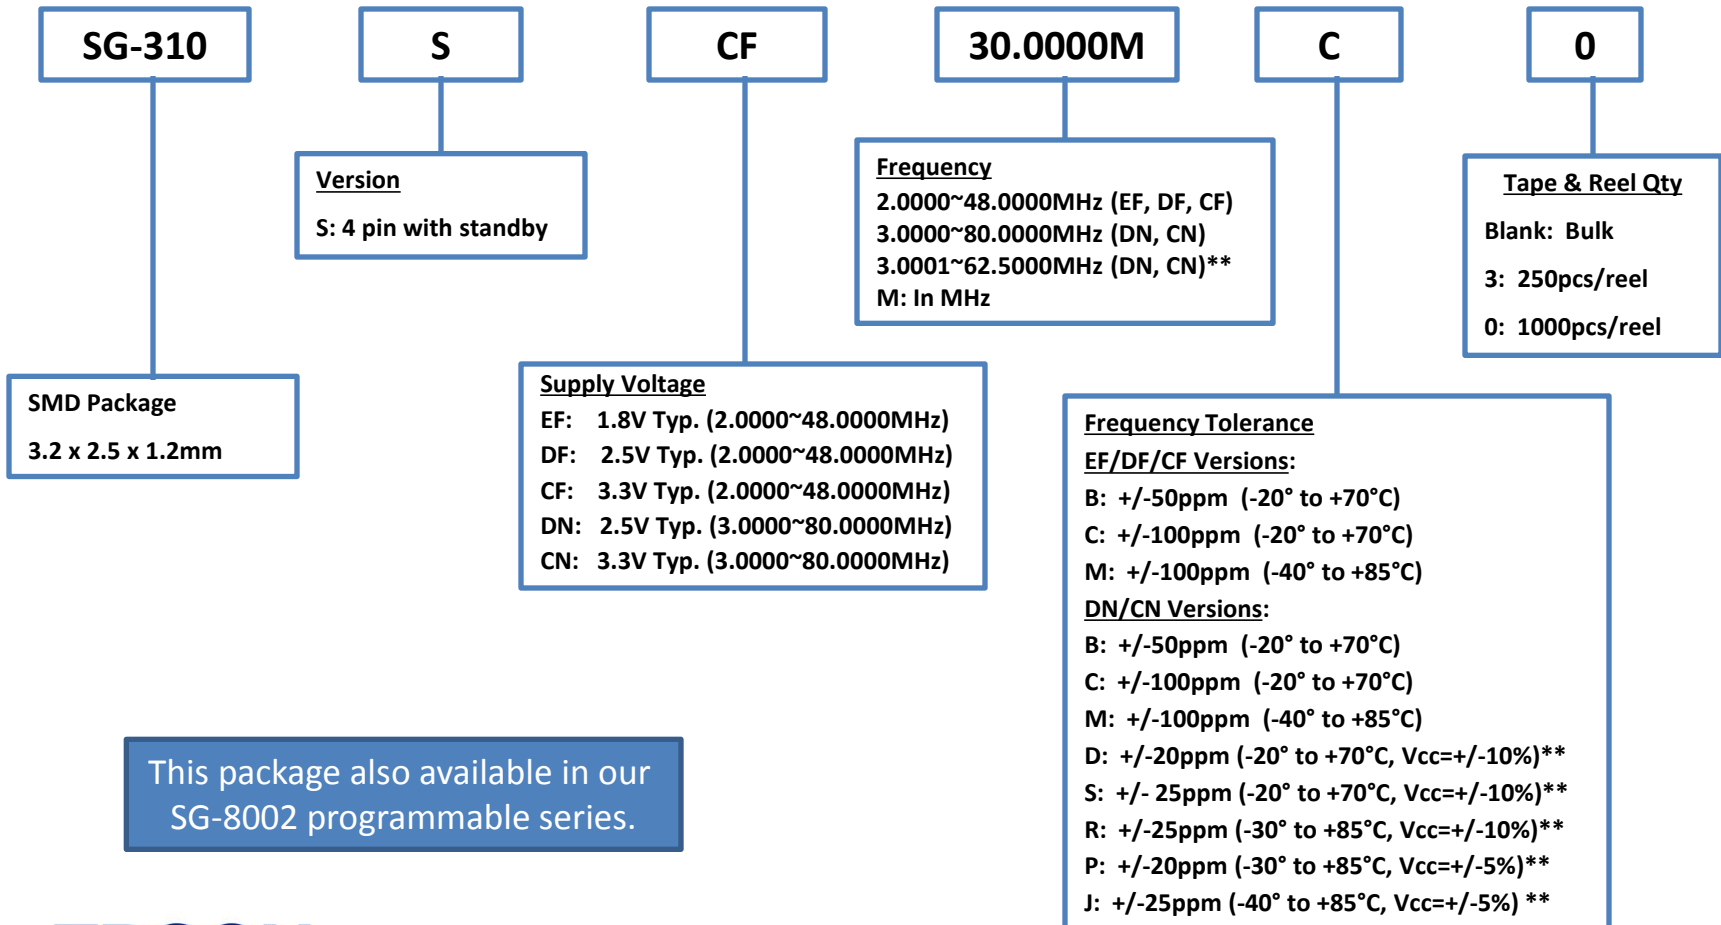 SG-310
S
CF
30.0000M
C
0
Version
S: 4 pin with standby
Frequency
2.0000~48.0000MHz (EF, DF, CF)
3.0000~80.0000MHz (DN, CN)
3.0001~62.5000MHz (DN, CN)**
M: In MHz
Tape & Reel Qty
Blank: Bulk
3: 250pcs/reel
0: 1000pcs/reel
SMD Package
3.2 x 2.5 x 1.2mm
Supply Voltage
EF: 1.8V Typ. (2.0000~48.0000MHz)
DF: 2.5V Typ. (2.0000~48.0000MHz)
CF: 3.3V Typ. (2.0000~48.0000MHz)
DN: 2.5V Typ. (3.0000~80.0000MHz)
CN: 3.3V Typ. (3.0000~80.0000MHz)
Frequency Tolerance
EF/DF/CF Versions:
B: +/-50ppm (-20° to +70°C)
C: +/-100ppm (-20° to +70°C)
M: +/-100ppm (-40° to +85°C)
DN/CN Versions:
B: +/-50ppm (-20° to +70°C)
C: +/-100ppm (-20° to +70°C)
M: +/-100ppm (-40° to +85°C)
D: +/-20ppm (-20° to +70°C, Vcc=+/-10%)**
S: +/- 25ppm (-20° to +70°C, Vcc=+/-10%)**
R: +/-25ppm (-30° to +85°C, Vcc=+/-10%)**
P: +/-20ppm (-30° to +85°C, Vcc=+/-5%)**
J: +/-25ppm (-40° to +85°C, Vcc=+/-5%) **
This package also available in our
SG-8002 programmable series.